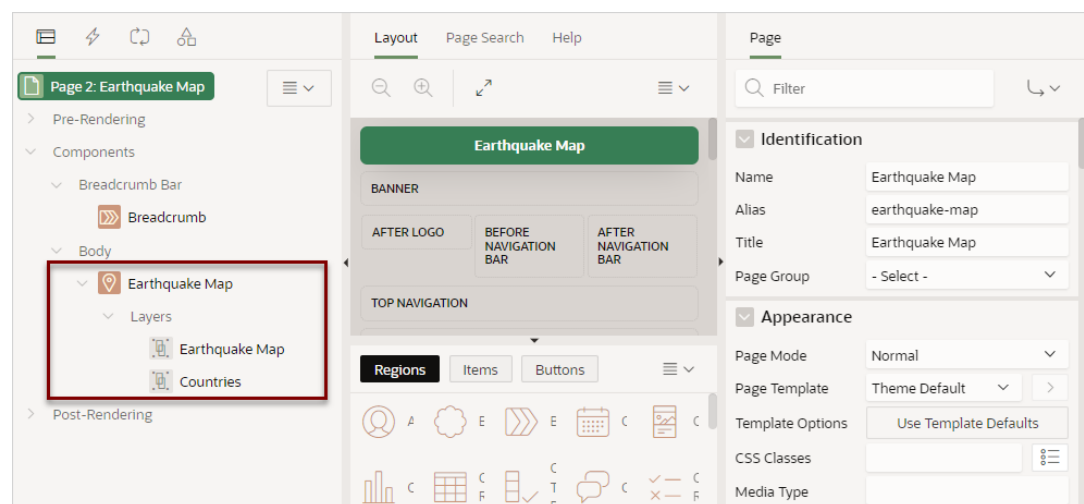 Layout Page Search Help
Page
Page 2: Earthquake Map
Pre-Rendering
Components
Breadcrumb Bar
Breadcrumb
Body
Earthquake Map
Layers
Earthquake Map
Countries
Post-Rendering
Earthquake Map
BANNER
AFTER LOGO
BEFORE
NAVIGATION
BAR
AFTER
NAVIGATION
BAR
TOP NAVIGATION
Regions Items Buttons
A E E C C
C
C
R
C
T
F
C
C
F
Filter
Identification
Name Earthquake Map
Alias earthquake-map
Title Earthquake Map
Page Group - Select -
Appearance
Page Mode Normal
Page Template Theme Default
Template Options Use Template Defaults
CSS Classes
Media Type